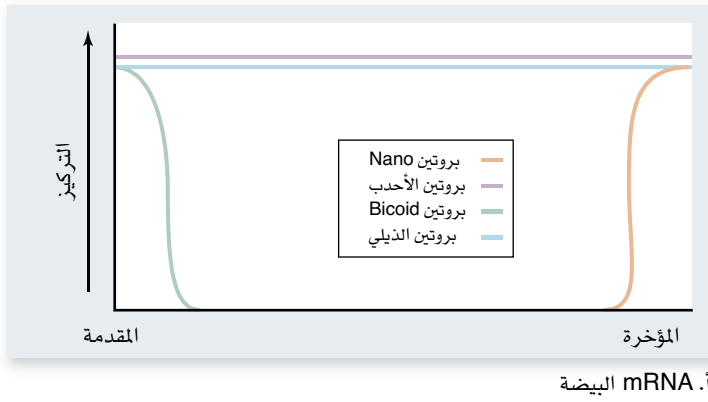 التركيز
بروتين Nano
بروتين الأحدب
بروتين Bicoid
بروتين الذيلي
المقدمة
المؤخرة
أ. mRNA البيضة